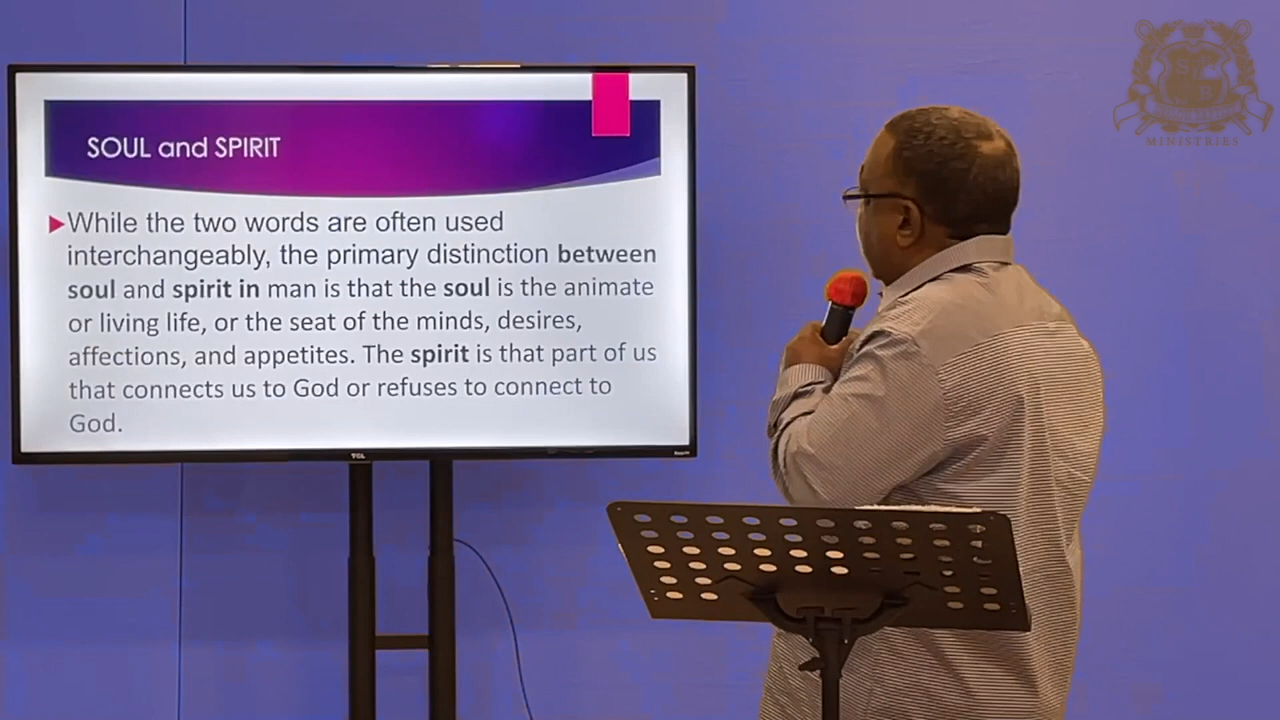 SOUL and SPIRIT
While the two words are often used
interchangeably, the primary distinction between
soul and spirit in man is that the soul is the animate
or living life, or the seat of the minds, desires,
affections, and appetites. The spirit is that part of us
that connects us to God or refuses to connect to
God.
TCL
MINISTRIES